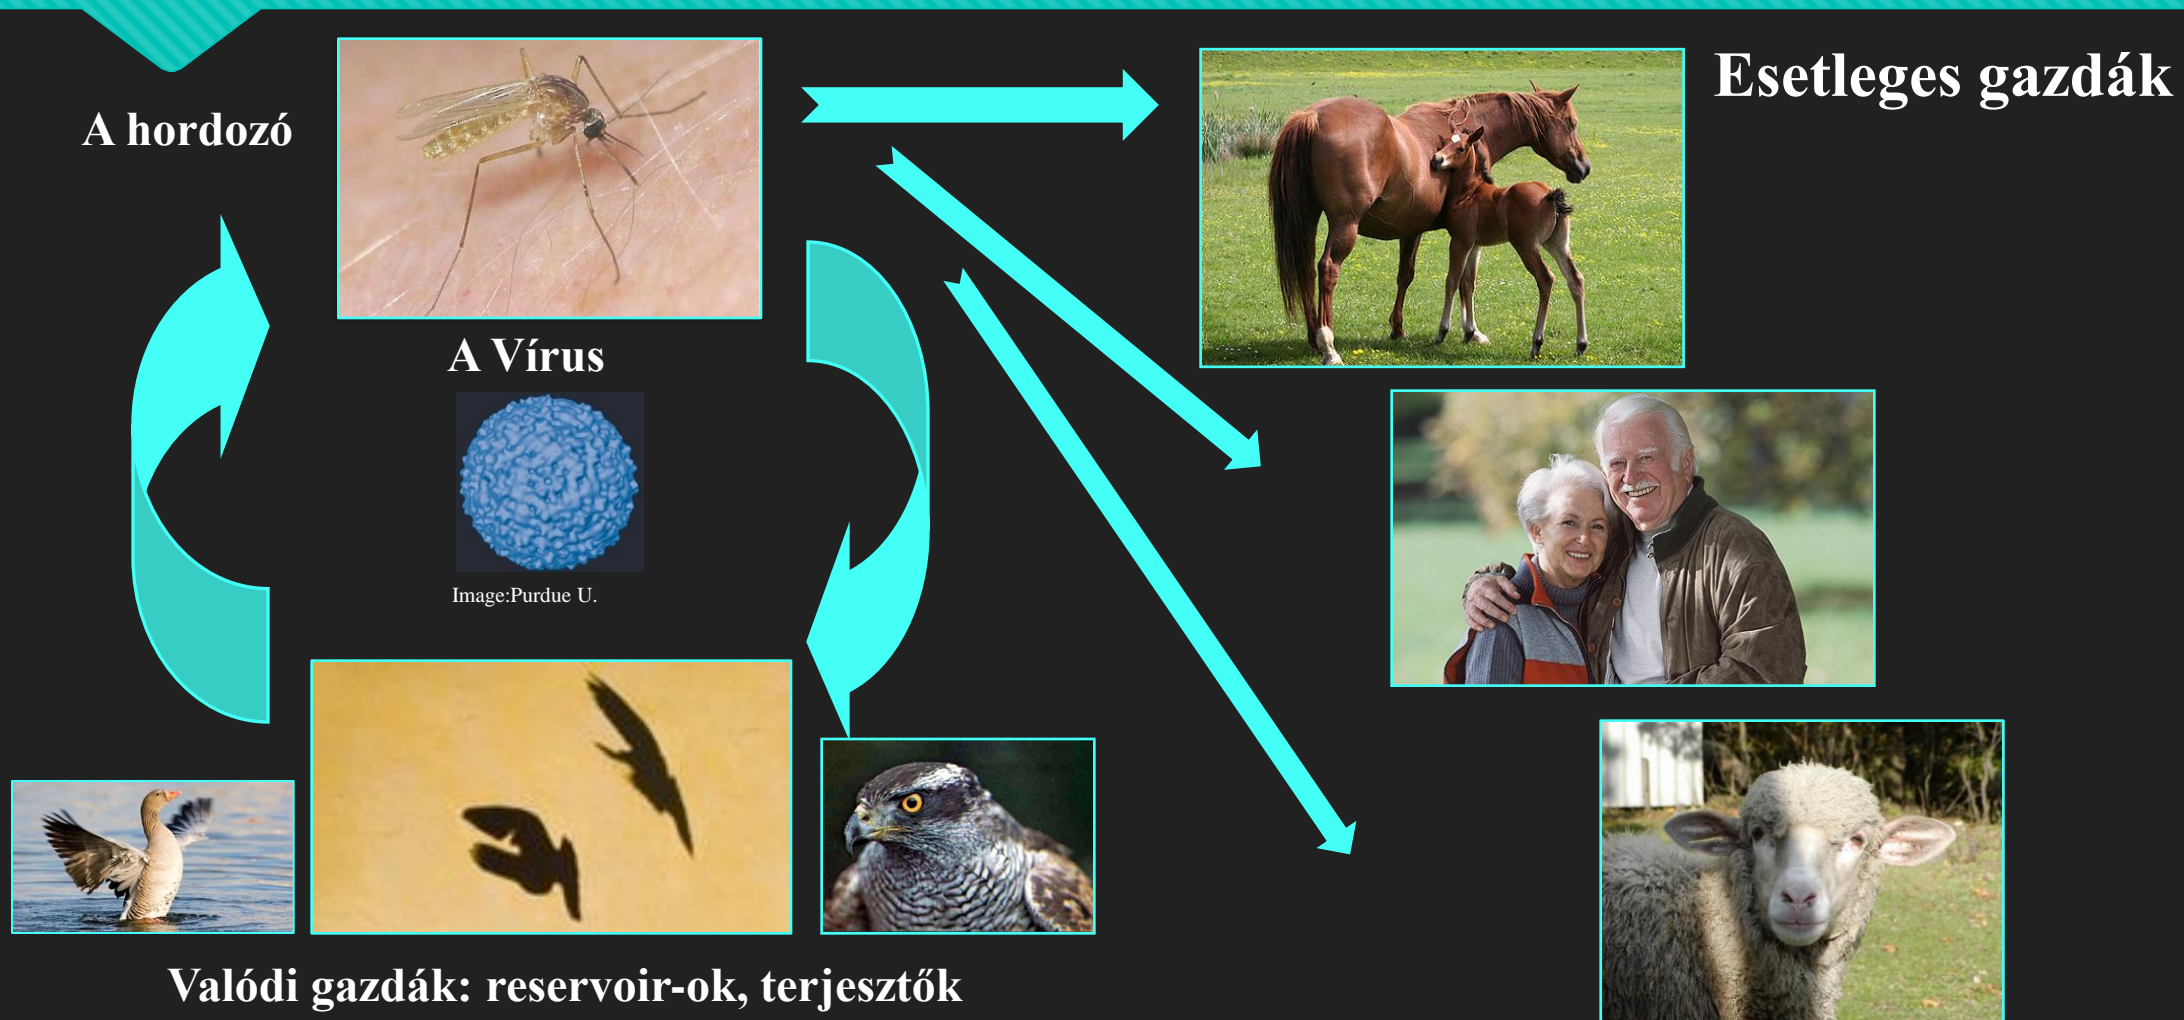 Esetleges gazdák
A hordozó
A Vírus
Image:Purdue U.
Valódi gazdák: reservoir-ok, terjesztők